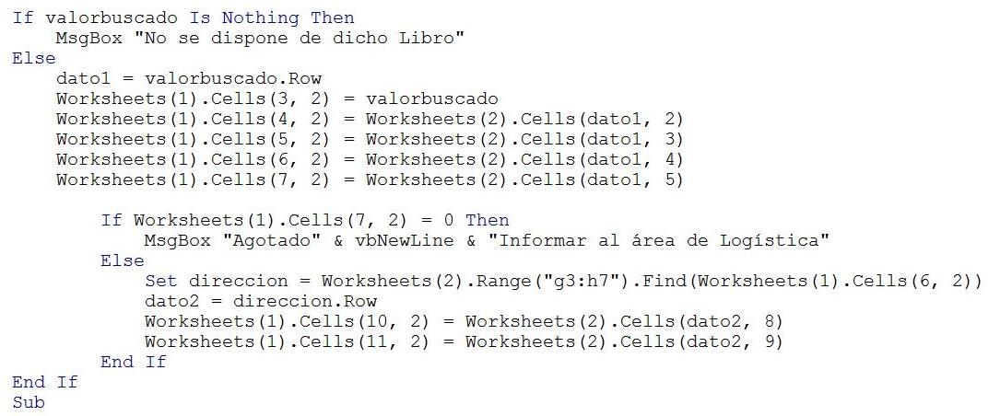 If valorbuscado Is Nothing Then
    MsgBox "No se dispone de dicho Libro"
Else
    dato1 = valorbuscado.Row
    Worksheets(1).Cells(3, 2) = valorbuscado
    Worksheets(1).Cells(4, 2) = Worksheets(2).Cells(dato1, 2)
    Worksheets(1).Cells(5, 2) = Worksheets(2).Cells(dato1, 3)
    Worksheets(1).Cells(6, 2) = Worksheets(2).Cells(dato1, 4)
    Worksheets(1).Cells(7, 2) = Worksheets(2).Cells(dato1, 5)

        If Worksheets(1).Cells(7, 2) = 0 Then
            MsgBox "Agotado" & vbNewLine & "Informar al área de Logística"
        Else
            Set direccion = Worksheets(2).Range("g3:h7").Find(Worksheets(1).Cells(6, 2))
            dato2 = direccion.Row
            Worksheets(1).Cells(10, 2) = Worksheets(2).Cells(dato2, 8)
            Worksheets(1).Cells(11, 2) = Worksheets(2).Cells(dato2, 9)
        End If
End If
Sub